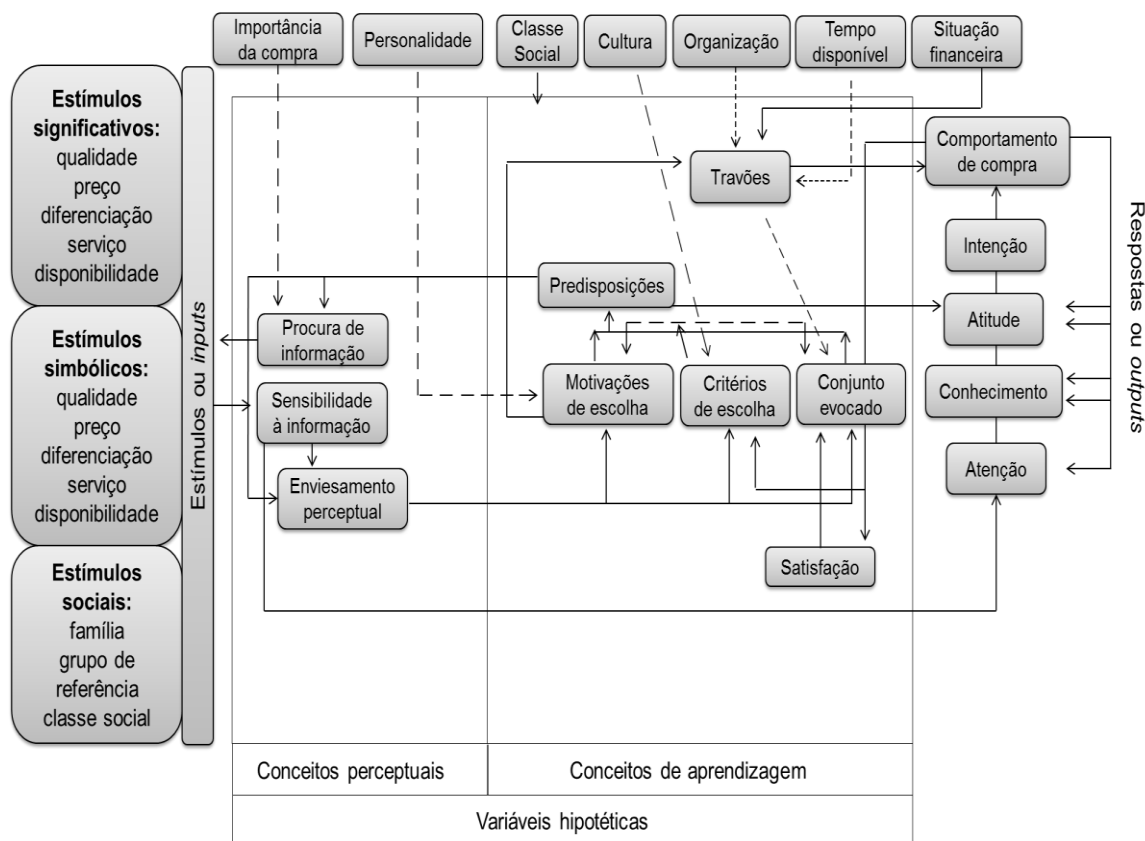 Importância
da compra
Personalidade
Classe
Social
Cultura
Organização
Tempo
disponível
Situação
financeira
Estímulos
significativos:
qualidade
preço
diferenciação
serviço
disponibilidade
Estímulos
simbólicos:
qualidade
preço
diferenciação
serviço
disponibilidade
Estímulos
sociais:
família
grupo de
referência
classe social
Estímulos ou inputs
Procura de
informação
Sensibilidade
à informação
Enviesamento
perceptual
Travões
Predisposições
Motivações
de escolha
Critérios
de escolha
Conjunto
evocado
Satisfação
Comportamento
de compra
Intenção
Atitude
Conhecimento
Atenção
Respostas ou outputs
Conceitos perceptuais
Conceitos de aprendizagem
Variáveis hipotéticas